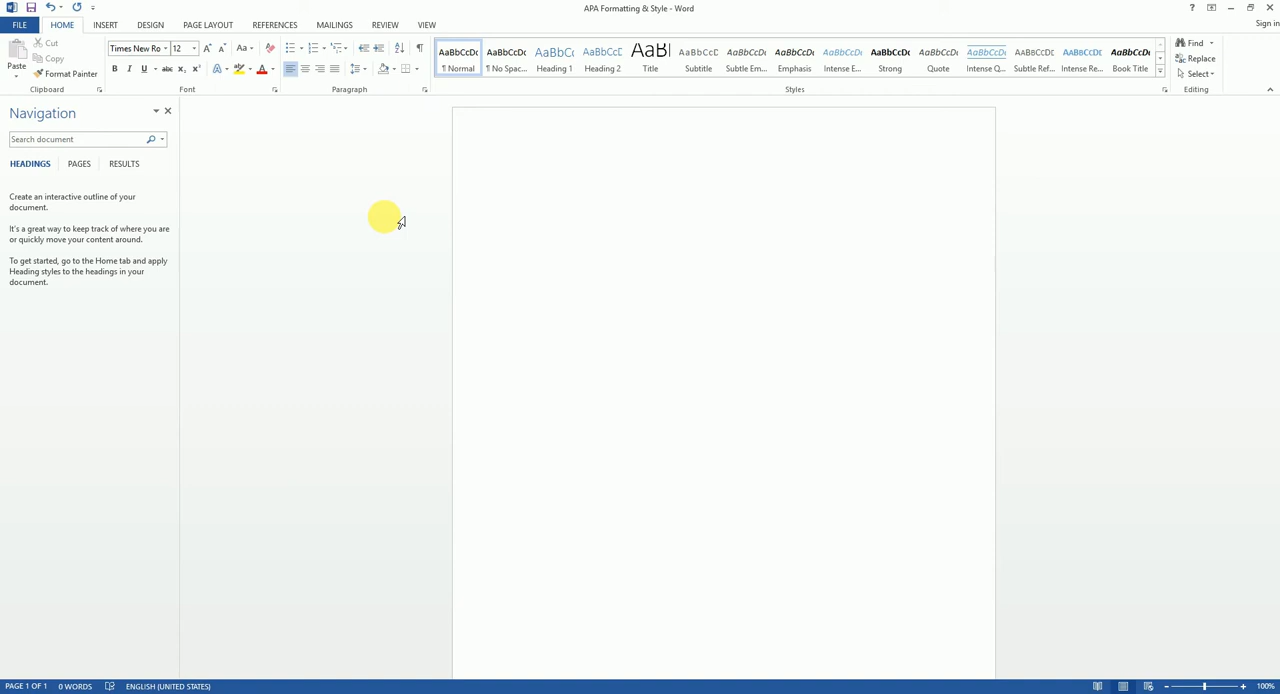 APA Formatting & Style - Word
Sign in
FILE HOME INSERT DESIGN PAGE LAYOUT REFERENCES MAILINGS REVIEW VIEW
Paste
Cut
Copy
Format Painter
Clipboard
Times New Ro 12
Font
Paragraph
AaBbCcDc AaBbCcDc AaBbCc AaBbCcE AaB AaBbCcD AaBbCcDc AaBbCcDc AaBbCcDc AaBbCcDc AaBbCcDc AaBbCcDc AaBbCcDc AaBbCcDc AaBbCcDc
¶ Normal ¶ No Spac... Heading 1 Heading 2 Title Subtitle Subtle Em... Emphasis Intense E... Strong Quote Intense Q... Subtle Ref... Intense Re... Book Title
Styles
Find
Replace
Select
Editing
Navigation
Search document
HEADINGS PAGES RESULTS
Create an interactive outline of your
document.
It's a great way to keep track of where you are
or quickly move your content around.
To get started, go to the Home tab and apply
Heading styles to the headings in your
document.
PAGE 1 OF 1 0 WORDS ENGLISH (UNITED STATES)
100%